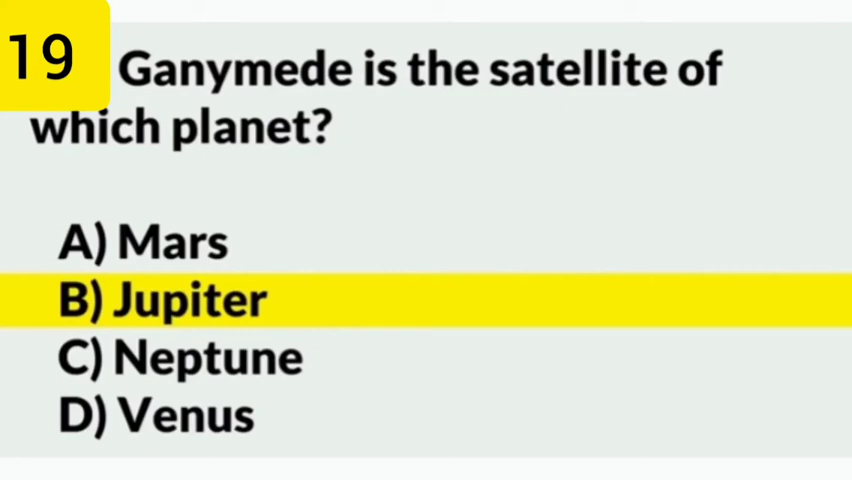 19
Ganymede is the satellite of
which planet?
A) Mars
B) Jupiter
C) Neptune
D) Venus